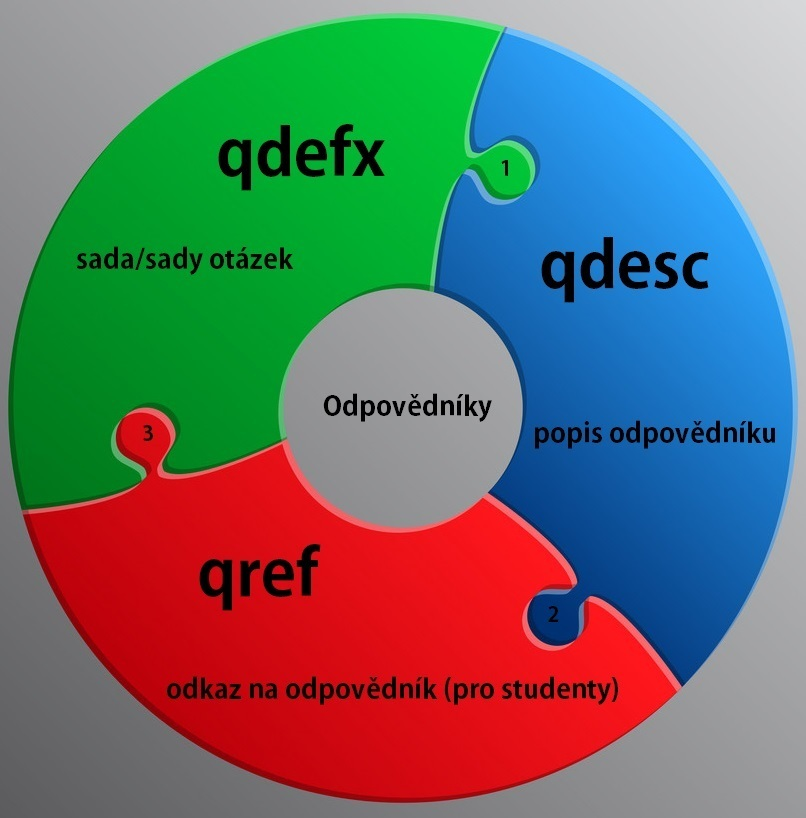 qdefx
sada/sady otázek
1
qdesc
popis odpovědníku
2
qref
odkaz na odpovědník (pro studenty)
3
Odpovědníky